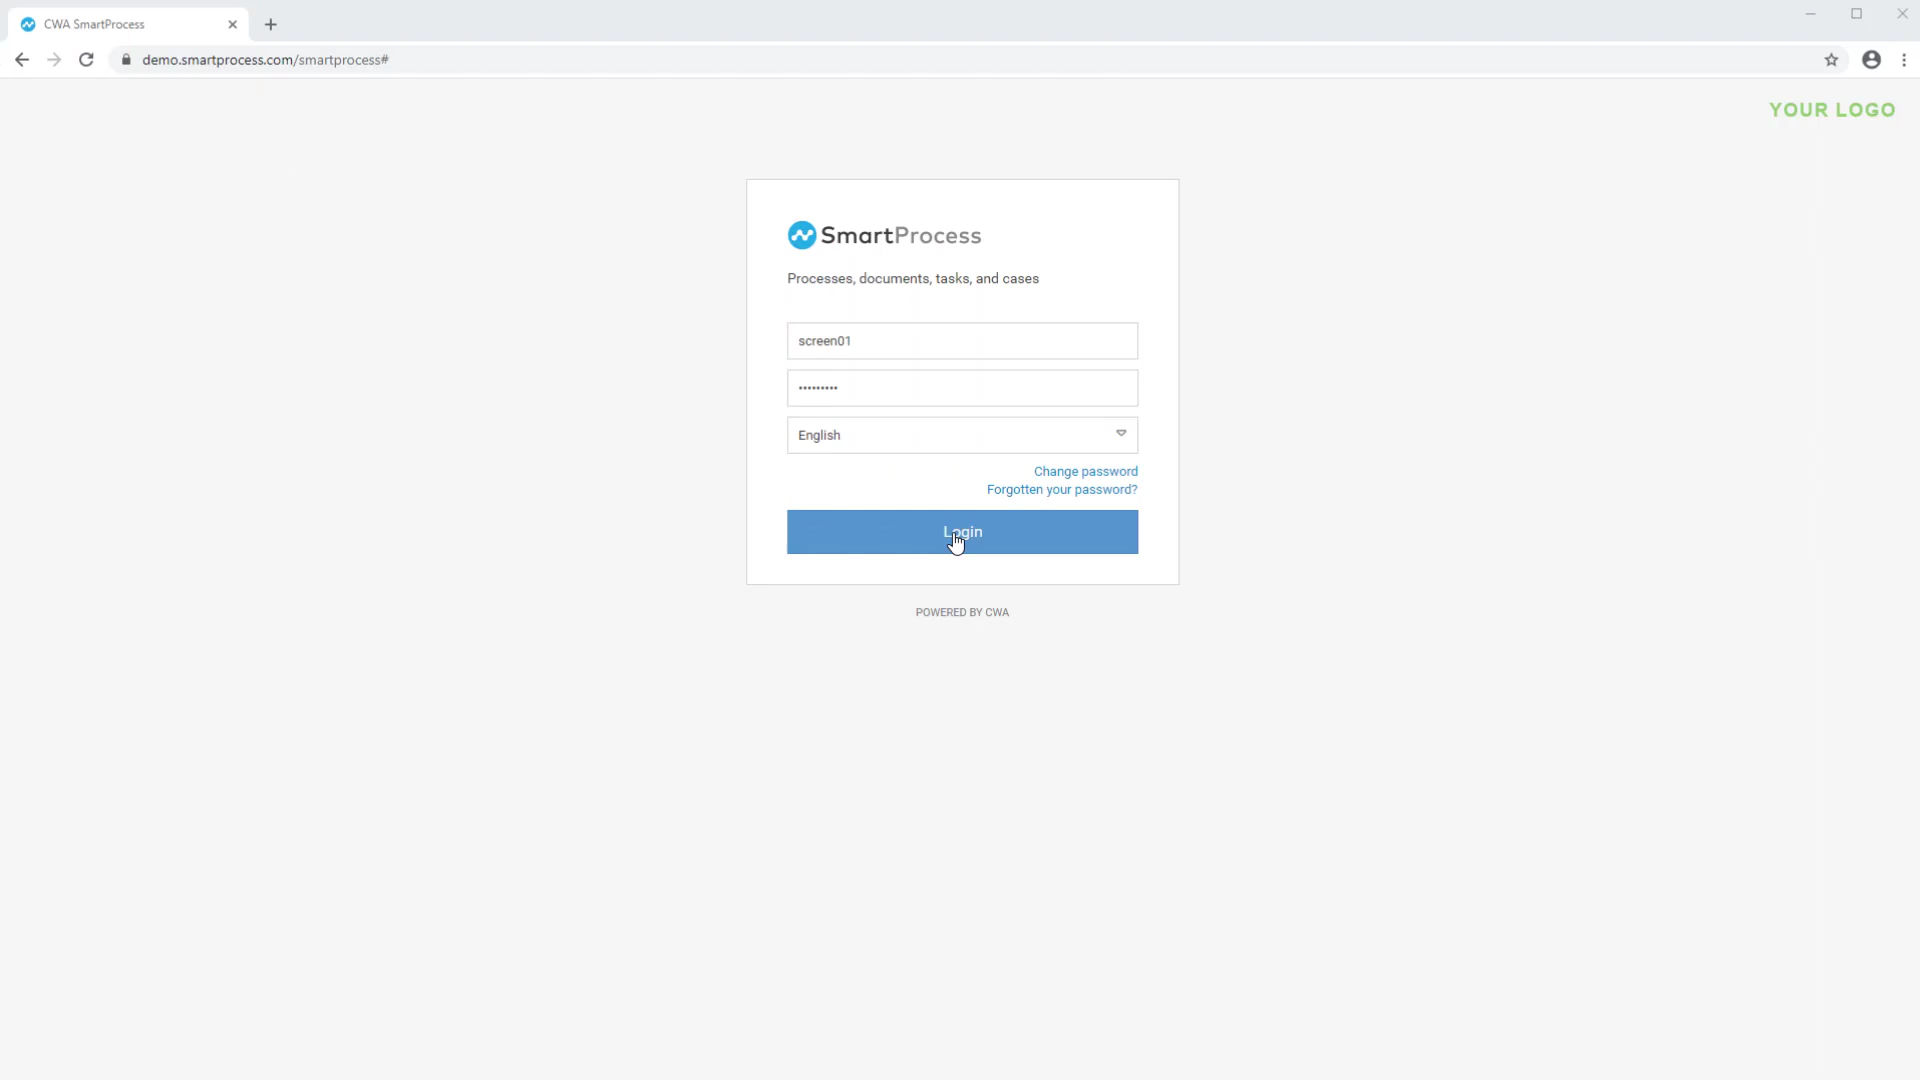 CWA SmartProcess
demo.smartprocess.com/smartprocess#
YOUR LOGO
SmartProcess
Processes, documents, tasks, and cases
screen01
•••••••••
English
Change password
Forgotten your password?
Login
POWERED BY CWA